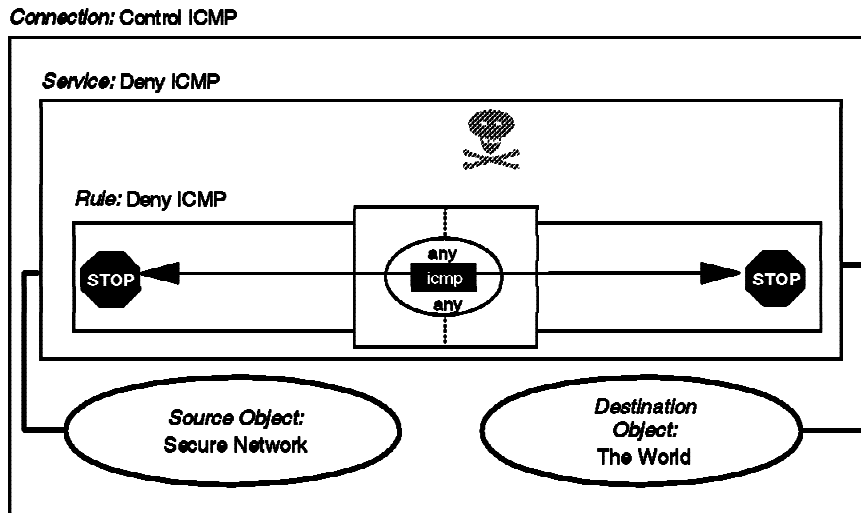 Connection: Control ICMP
Service: Deny ICMP
Rule: Deny ICMP
STOP
any
icmp
any
STOP
Source Object:
Secure Network
Destination
Object:
The World